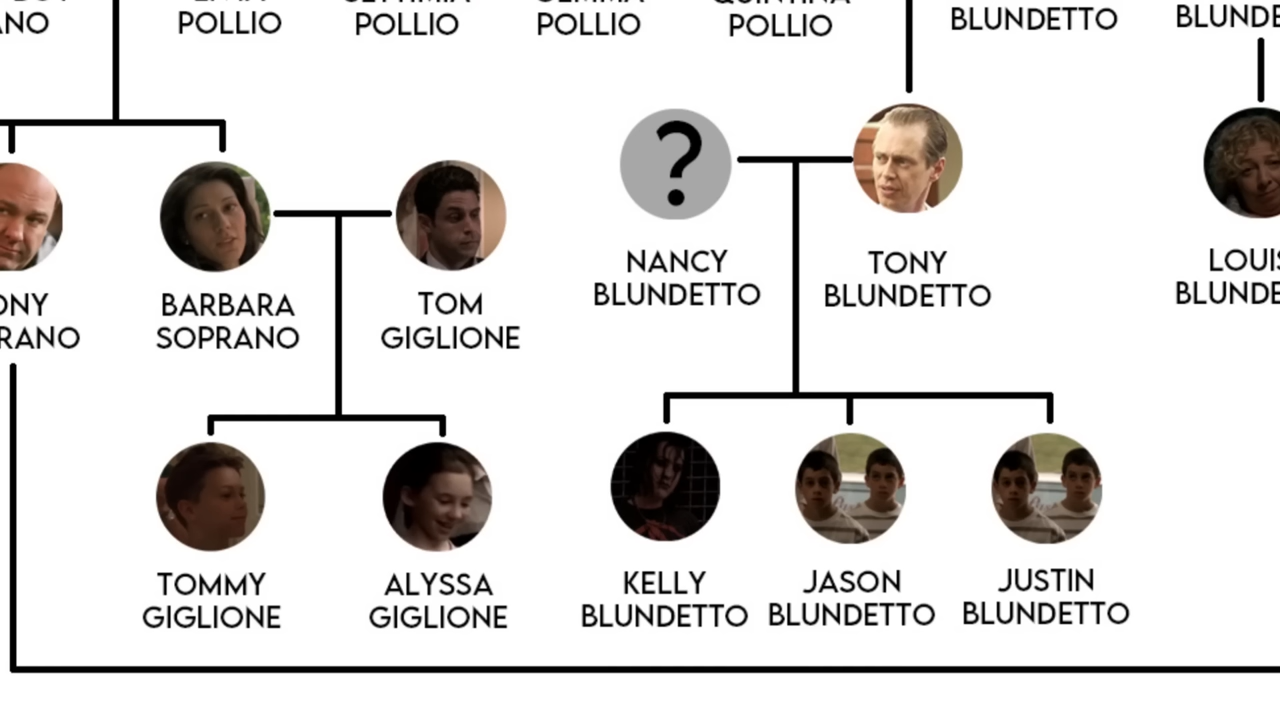 POLLIO
POLLIO
POLLIO
POLLIO
BLUNDETTO
BARBARA
SOPRANO
TOM
GIGLIONE
?
NANCY
BLUNDETTO
TONY
BLUNDETTO
TOMMY
GIGLIONE
ALYSSA
GIGLIONE
KELLY
BLUNDETTO
JASON
BLUNDETTO
JUSTIN
BLUNDETTO